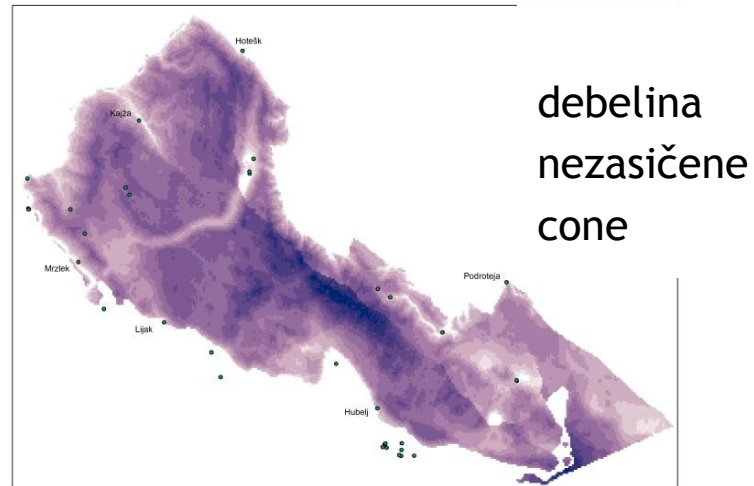 Hotešk
debelina
nezasičene
cone
Kajža
Mrzlek
Podroteja
Lijak
Hubelj